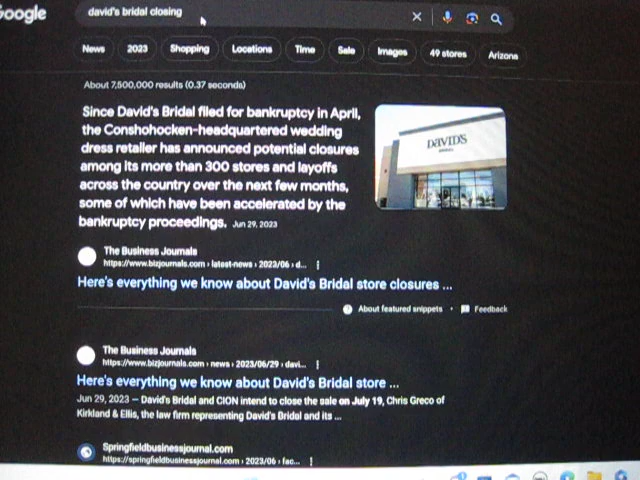 Google
david's bridal closing
News 2023 Shopping Locations Time Sale Images 49 stores Arizona
About 7,500,000 results (0.37 seconds)
Since David's Bridal filed for bankruptcy in April,
the Conshohocken-headquartered wedding
dress retailer has announced potential closures
among its more than 300 stores and layoffs
across the country over the next few months,
some of which have been accelerated by the
bankruptcy proceedings. Jun 29, 2023
DAVID'S
The Business Journals
https://www.bizjournals.com › latest-news › 2023/06 › d...
Here's everything we know about David's Bridal store closures ...
About featured snippets • Feedback
The Business Journals
https://www.bizjournals.com › news › 2023/06/29 › davi...
Here's everything we know about David's Bridal store ...
Jun 29, 2023 — David's Bridal and CION intend to close the sale on July 19, Chris Greco of
Kirkland & Ellis, the law firm representing David's Bridal and its ...
Springfieldbusinessjournal.com
https://springfieldbusinessjournal.com › 2023/06 › fac...